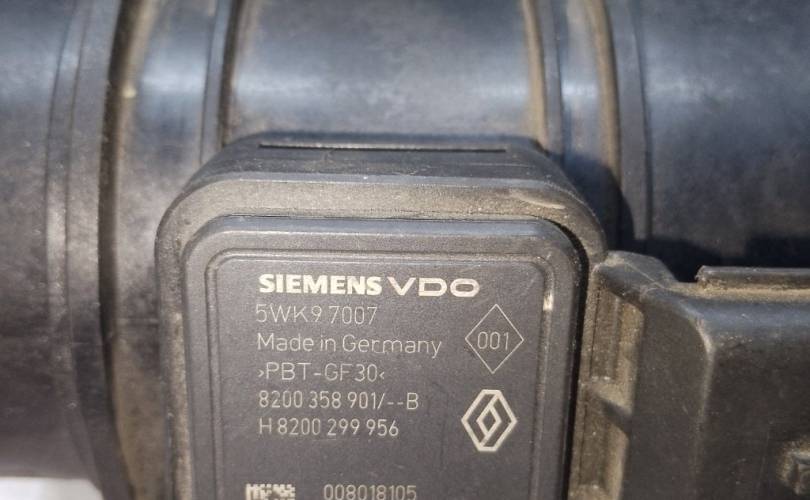 SIEMENS VDO
5WK9 7007
Made in Germany
001
>PBT-GF30<
8200 358 901/--B
H 8200 299 956
008018105